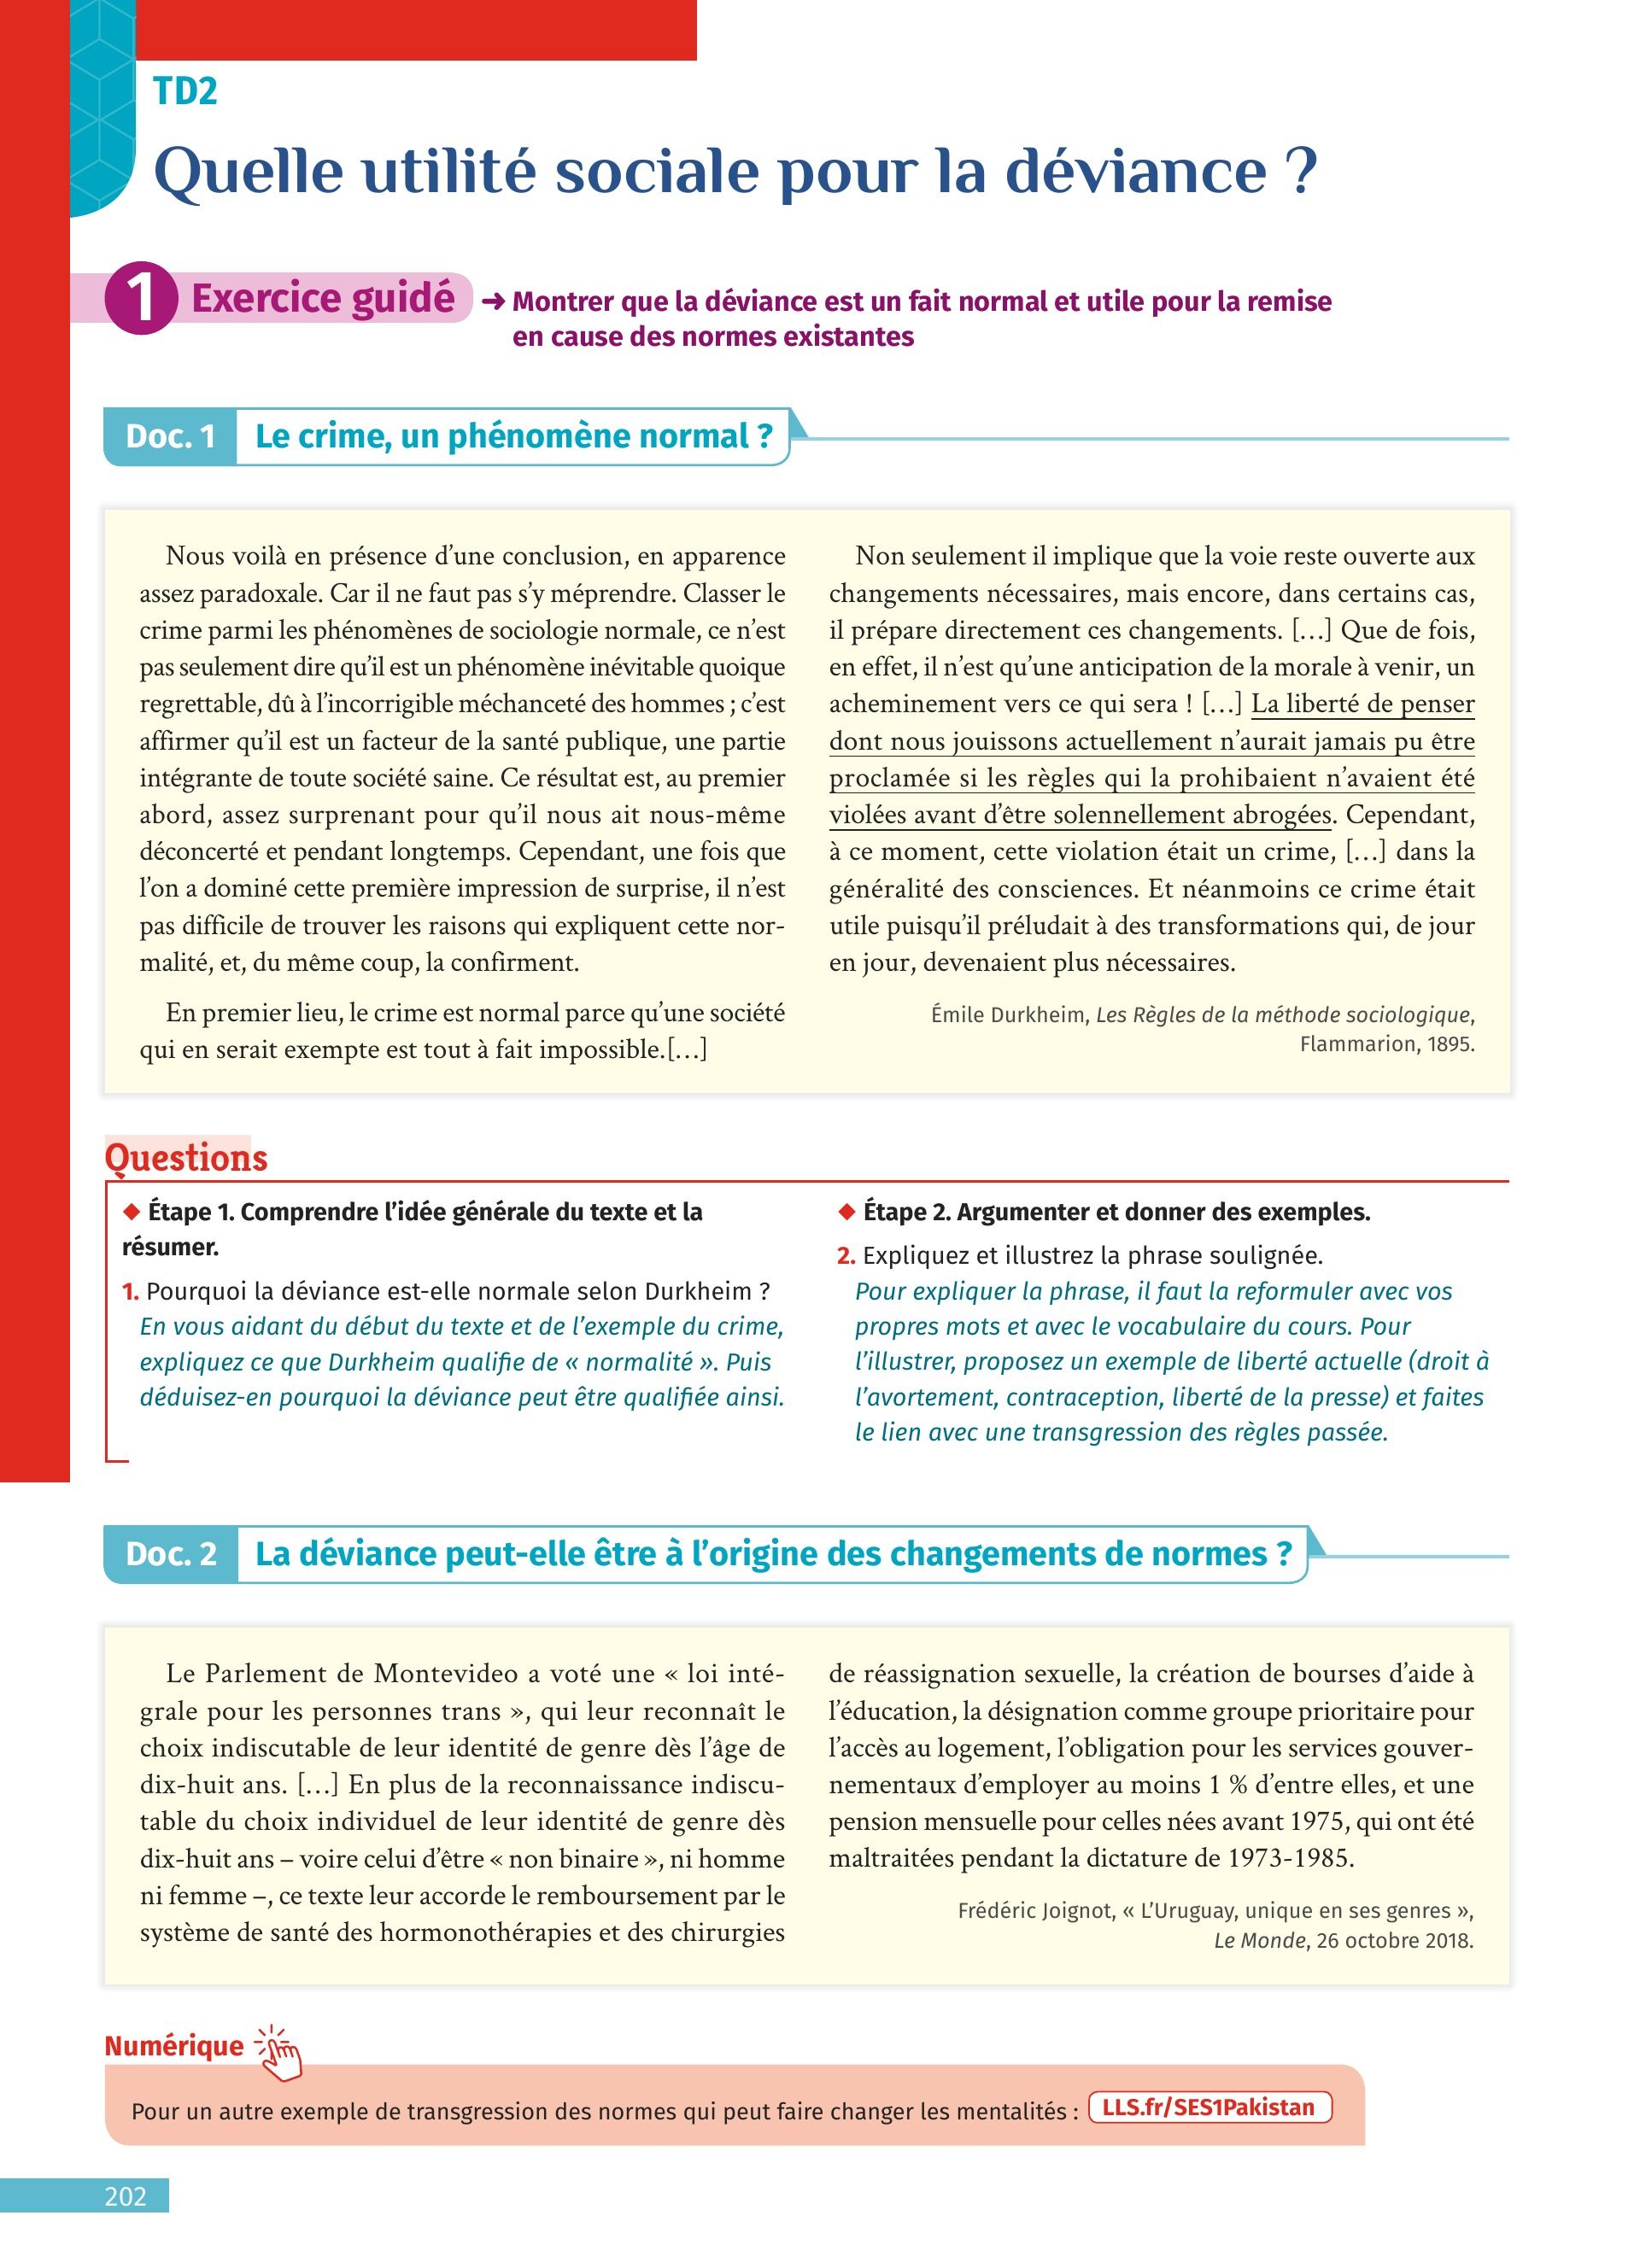 TD2
Quelle utilité sociale pour la déviance ?
1 Exercice guidé ➜ Montrer que la déviance est un fait normal et utile pour la remise
en cause des normes existantes
Doc. 1 Le crime, un phénomène normal ?
Nous voilà en présence d’une conclusion, en apparence
assez paradoxale. Car il ne faut pas s’y méprendre. Classer le
crime parmi les phénomènes de sociologie normale, ce n’est
pas seulement dire qu’il est un phénomène inévitable quoique
regrettable, dû à l’incorrigible méchanceté des hommes ; c’est
affirmer qu’il est un facteur de la santé publique, une partie
intégrante de toute société saine. Ce résultat est, au premier
abord, assez surprenant pour qu’il nous ait nous-même
déconcerté et pendant longtemps. Cependant, une fois que
l’on a dominé cette première impression de surprise, il n’est
pas difficile de trouver les raisons qui expliquent cette nor-
malité, et, du même coup, la confirment.
En premier lieu, le crime est normal parce qu’une société
qui en serait exempte est tout à fait impossible.[…]
Non seulement il implique que la voie reste ouverte aux
changements nécessaires, mais encore, dans certains cas,
il prépare directement ces changements. […] Que de fois,
en effet, il n’est qu’une anticipation de la morale à venir, un
acheminement vers ce qui sera ! […] La liberté de penser
dont nous jouissons actuellement n’aurait jamais pu être
proclamée si les règles qui la prohibaient n’avaient été
violées avant d’être solennellement abrogées. Cependant,
à ce moment, cette violation était un crime, […] dans la
généralité des consciences. Et néanmoins ce crime était
utile puisqu’il préludait à des transformations qui, de jour
en jour, devenaient plus nécessaires.
Émile Durkheim, Les Règles de la méthode sociologique,
Flammarion, 1895.
Questions
◆ Étape 1. Comprendre l’idée générale du texte et la
résumer.
1. Pourquoi la déviance est-elle normale selon Durkheim ?
En vous aidant du début du texte et de l’exemple du crime,
expliquez ce que Durkheim qualifie de « normalité ». Puis
déduisez-en pourquoi la déviance peut être qualifiée ainsi.
◆ Étape 2. Argumenter et donner des exemples.
2. Expliquez et illustrez la phrase soulignée.
Pour expliquer la phrase, il faut la reformuler avec vos
propres mots et avec le vocabulaire du cours. Pour
l’illustrer, proposez un exemple de liberté actuelle (droit à
l’avortement, contraception, liberté de la presse) et faites
le lien avec une transgression des règles passée.
Doc. 2 La déviance peut-elle être à l’origine des changements de normes ?
Le Parlement de Montevideo a voté une « loi inté-
grale pour les personnes trans », qui leur reconnaît le
choix indiscutable de leur identité de genre dès l’âge de
dix-huit ans. […] En plus de la reconnaissance indiscu-
table du choix individuel de leur identité de genre dès
dix-huit ans – voire celui d’être « non binaire », ni homme
ni femme –, ce texte leur accorde le remboursement par le
système de santé des hormonothérapies et des chirurgies
de réassignation sexuelle, la création de bourses d’aide à
l’éducation, la désignation comme groupe prioritaire pour
l’accès au logement, l’obligation pour les services gouver-
nementaux d’employer au moins 1 % d’entre elles, et une
pension mensuelle pour celles nées avant 1975, qui ont été
maltraitées pendant la dictature de 1973-1985.
Frédéric Joignot, « L’Uruguay, unique en ses genres »,
Le Monde, 26 octobre 2018.
Numérique
Pour un autre exemple de transgression des normes qui peut faire changer les mentalités : LLS.fr/SES1Pakistan
202